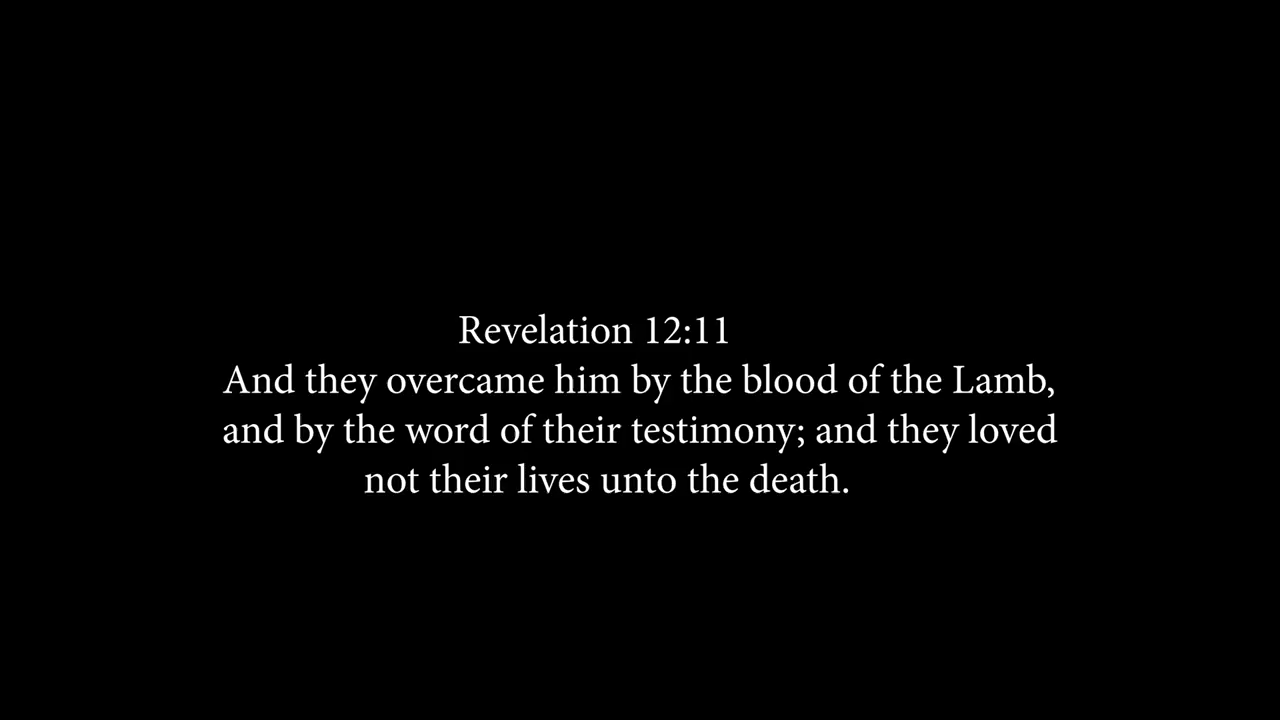 Revelation 12:11
And they overcame him by the blood of the Lamb,
and by the word of their testimony; and they loved
not their lives unto the death.